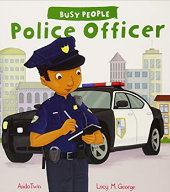 BUSY PEOPLE
Police Officer
AndoTwin
Lucy M. George